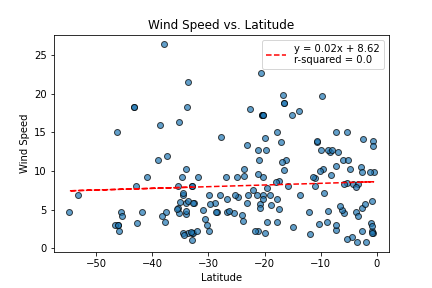 Wind Speed vs. Latitude
y = 0.02x + 8.62
r-squared = 0.0
25
20
15
10
5
0
Wind Speed
−50
−40
−30
−20
−10
0
Latitude